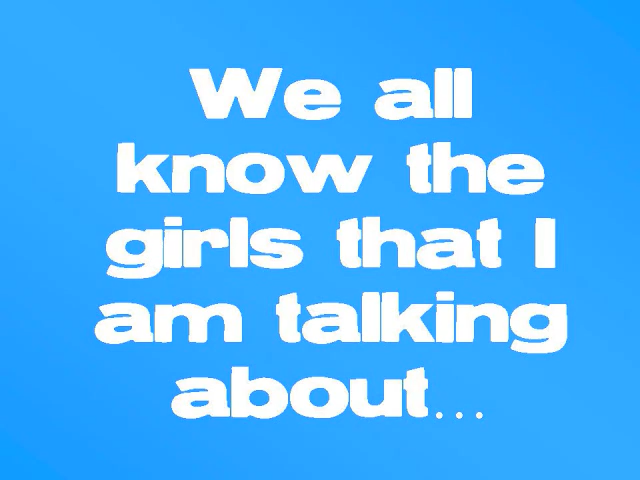 We all
know the
girls that I
am talking
about...